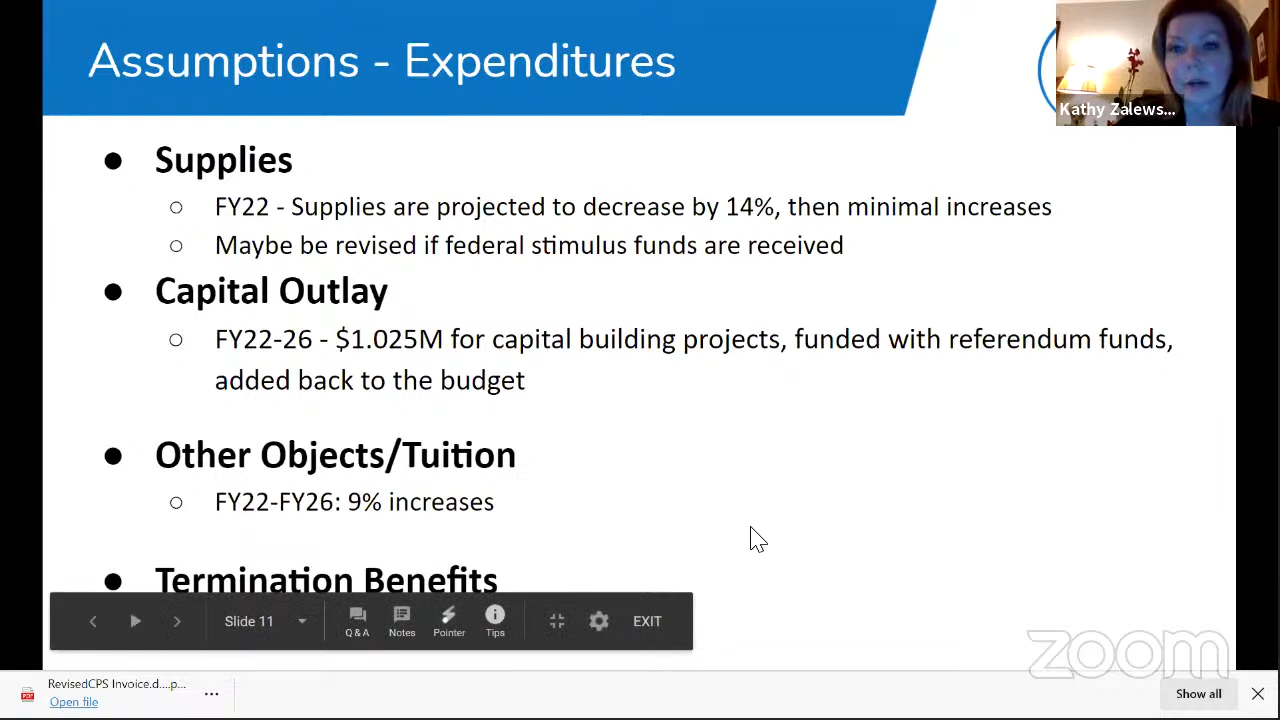 Assumptions - Expenditures
Kathy Zalews...
● Supplies
○ FY22 - Supplies are projected to decrease by 14%, then minimal increases
○ Maybe be revised if federal stimulus funds are received
● Capital Outlay
○ FY22-26 - $1.025M for capital building projects, funded with referendum funds,
added back to the budget
● Other Objects/Tuition
○ FY22-FY26: 9% increases
● Termination Benefits
Slide 11
Q & A
Notes
Pointer
Tips
EXIT
zoom
RevisedCPS Invoice.d....p...
Open file
Show all